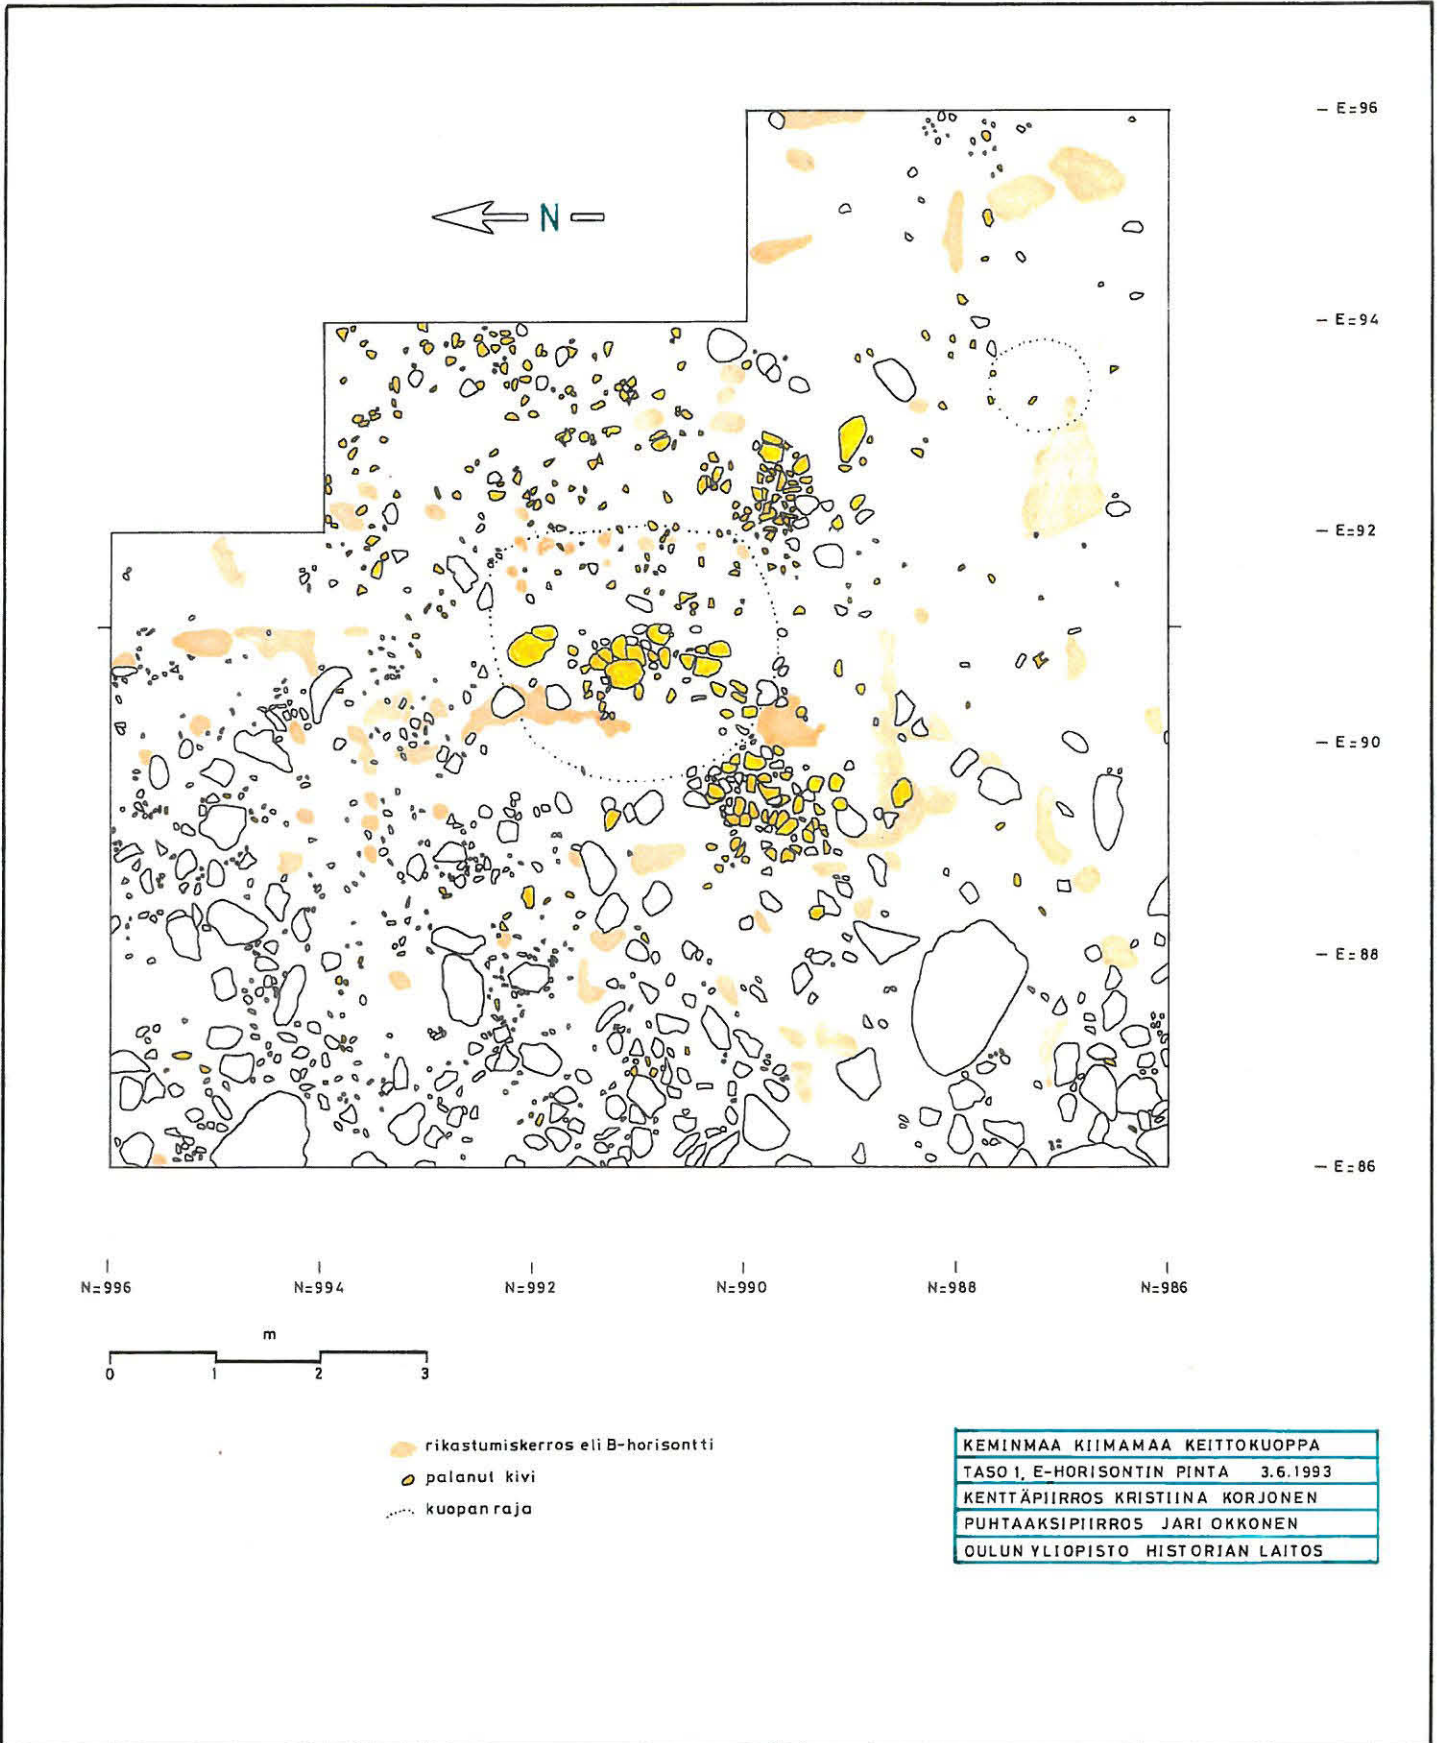 – E=96
N
– E=94
– E=92
– E=90
– E=88
– E=86
N=996 N=994 N=992 N=990 N=988 N=986
m
0 1 2 3
rikastumiskerros eli B-horisontti
palanut kivi
kuopan raja
KEMINMAA KIIMAMAA KEITTOKUOPPA
TASO 1, E-HORISONTIN PINTA 3.6.1993
KENTTÄPIIRROS KRISTIINA KORJONEN
PUHTAAKSIPIIRROS JARI OKKONEN
OULUN YLIOPISTO HISTORIAN LAITOS